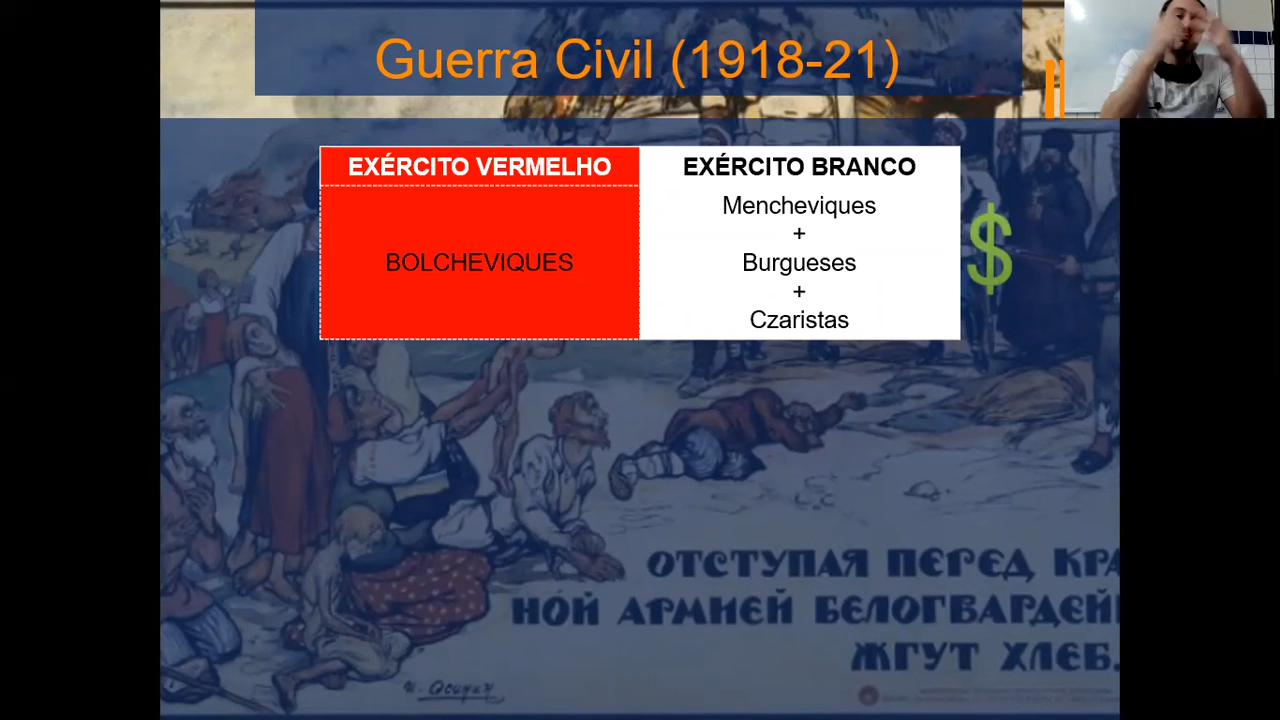 Guerra Civil (1918-21)
EXÉRCITO VERMELHO
BOLCHEVIQUES
EXÉRCITO BRANCO
Mencheviques
+
Burgueses
+
Czaristas
$
ОТСТУПАЯ ПЕРЕД КРА
НОЙ АРМИЕЙ БЕЛОГВАРДЕЙ
ЖГУТ ХЛЕБ.